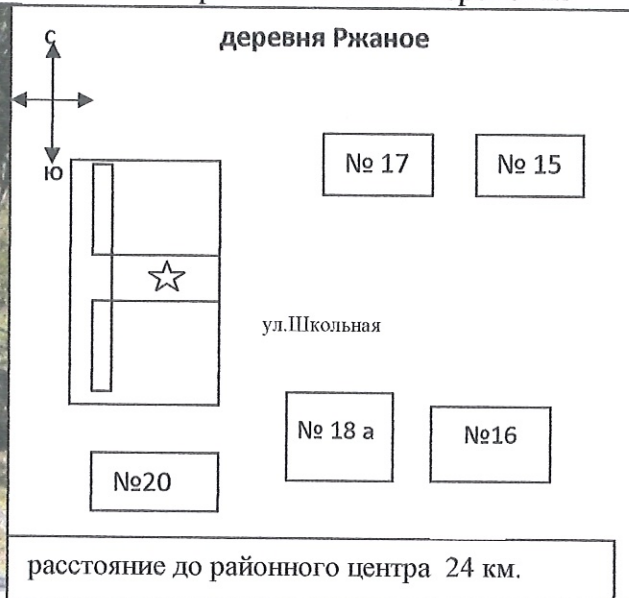 деревня Ржаное
С
Ю
№ 17
№ 15
ул.Школьная
№ 18 а
№16
№20
расстояние до районного центра 24 км.